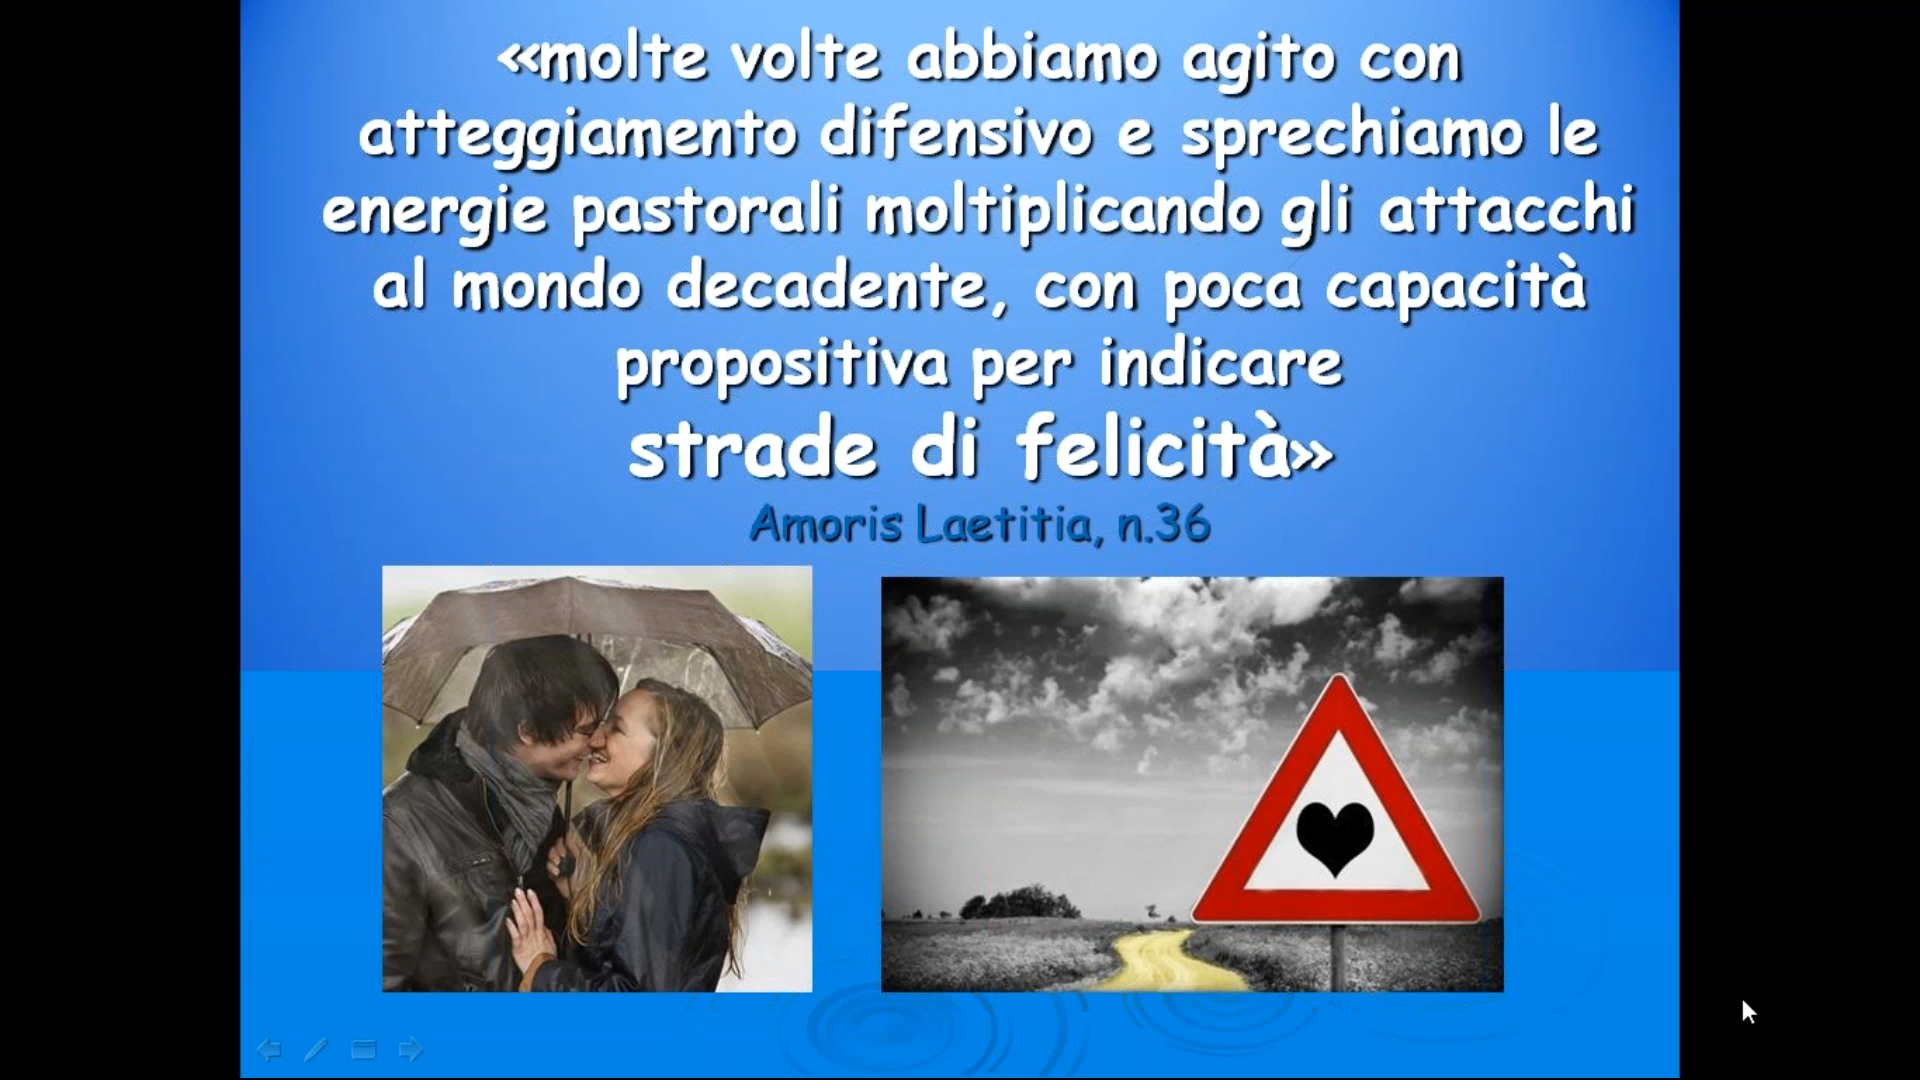 «molte volte abbiamo agito con
atteggiamento difensivo e sprechiamo le
energie pastorali moltiplicando gli attacchi
al mondo decadente, con poca capacità
propositiva per indicare
strade di felicità»
Amoris Laetitia, n.36